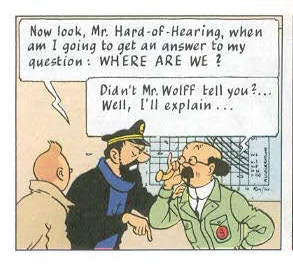 Now look, Mr. Hard-of-Hearing, when
am I going to get an answer to my
question: WHERE ARE WE?
Didn't Mr. Wolff tell you?...
Well, I'll explain...